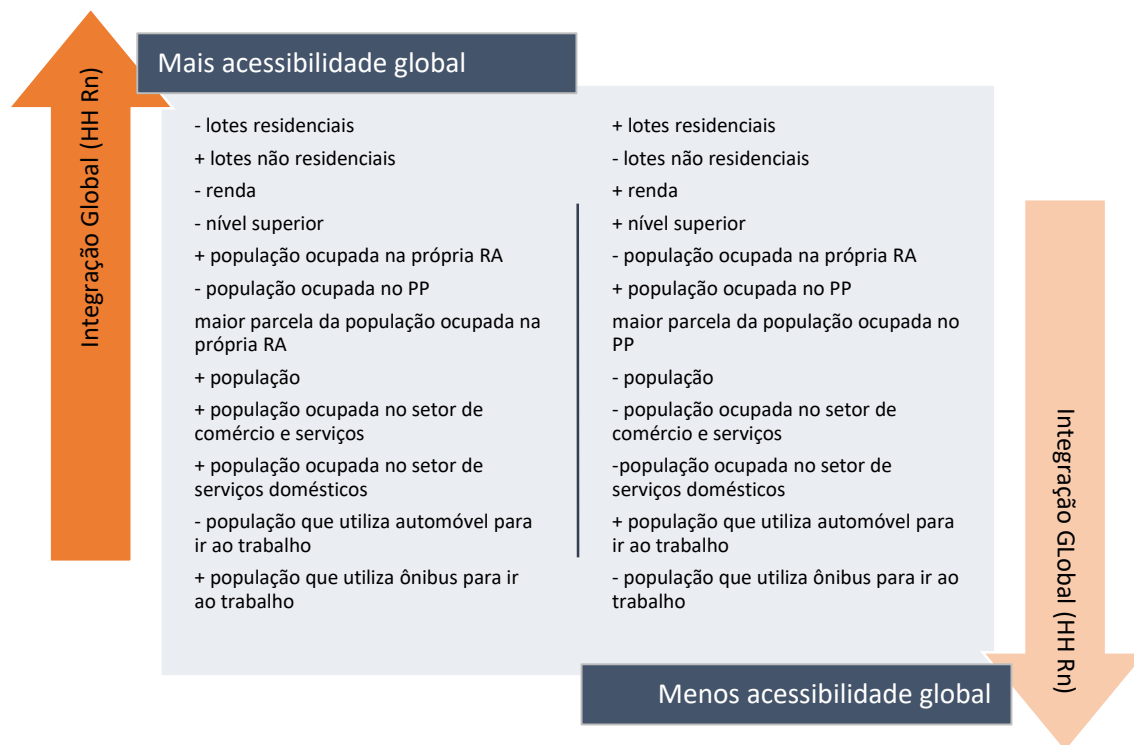 Mais acessibilidade global
Integração Global (HH Rn)
- lotes residenciais
+ lotes não residenciais
- renda
- nível superior
+ população ocupada na própria RA
- população ocupada no PP
maior parcela da população ocupada na
própria RA
+ população
+ população ocupada no setor de
comércio e serviços
+ população ocupada no setor de
serviços domésticos
- população que utiliza automóvel para
ir ao trabalho
+ população que utiliza ônibus para ir
ao trabalho
+ lotes residenciais
- lotes não residenciais
+ renda
+ nível superior
- população ocupada na própria RA
+ população ocupada no PP
maior parcela da população ocupada no
PP
- população
- população ocupada no setor de
comércio e serviços
-população ocupada no setor de
serviços domésticos
+ população que utiliza automóvel para
ir ao trabalho
- população que utiliza ônibus para ir ao
trabalho
Integração GLobal (HH Rn)
Menos acessibilidade global